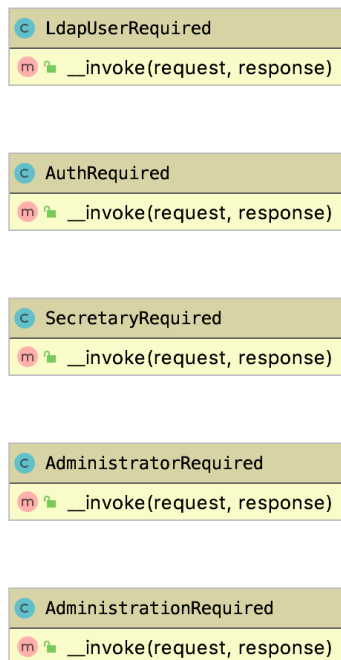 C LdapUserRequired
m __invoke(request, response)
C AuthRequired
m __invoke(request, response)
C SecretaryRequired
m __invoke(request, response)
C AdministratorRequired
m __invoke(request, response)
C AdministrationRequired
m __invoke(request, response)